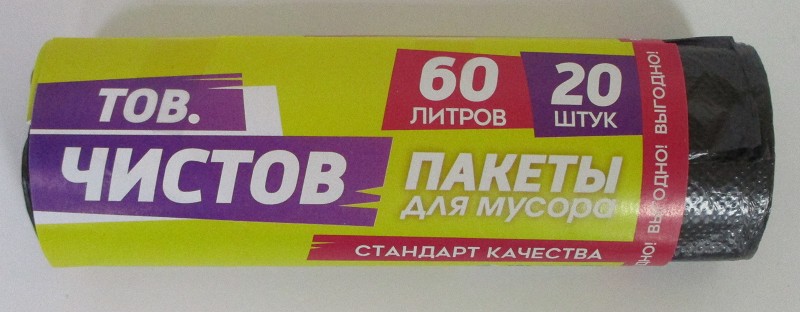 ТОВ.
ЧИСТОВ
60
ЛИТРОВ
20
ШТУК
ПАКЕТЫ
для мусора
СТАНДАРТ КАЧЕСТВА
ВЫГОДНО! ВЫГОДНО!